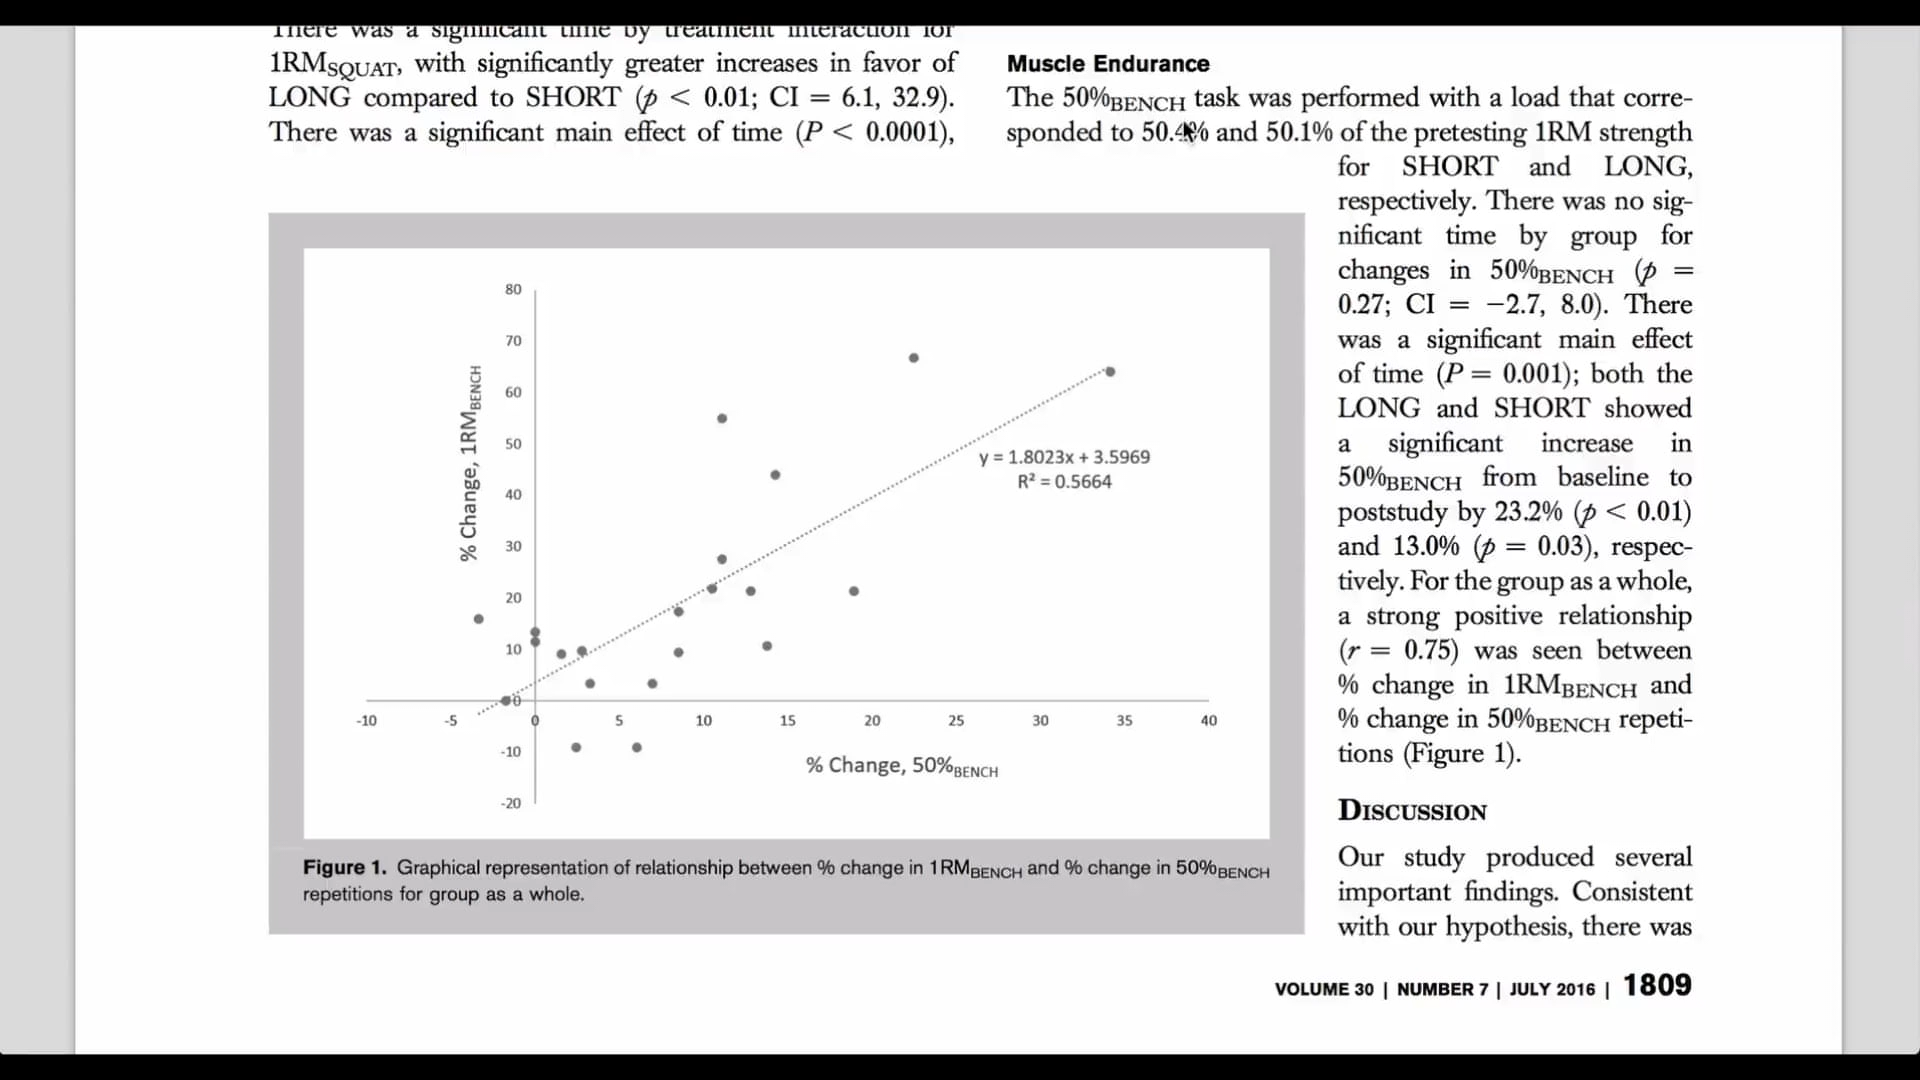 There was a significant time by treatment interaction for
1RMSQUAT, with significantly greater increases in favor of
LONG compared to SHORT (p < 0.01; CI = 6.1, 32.9).
There was a significant main effect of time (P < 0.0001),
Muscle Endurance
The 50%BENCH task was performed with a load that corre-
sponded to 50.4% and 50.1% of the pretesting 1RM strength
for SHORT and LONG,
respectively. There was no sig-
nificant time by group for
changes in 50%BENCH (p =
0.27; CI = −2.7, 8.0). There
was a significant main effect
of time (P = 0.001); both the
LONG and SHORT showed
a significant increase in
50%BENCH from baseline to
poststudy by 23.2% (p < 0.01)
and 13.0% (p = 0.03), respec-
tively. For the group as a whole,
a strong positive relationship
(r = 0.75) was seen between
% change in 1RMBENCH and
% change in 50%BENCH repeti-
tions (Figure 1).
DISCUSSION
Our study produced several
important findings. Consistent
with our hypothesis, there was
80
70
60
50
40
30
20
10
0
-10
-20
% Change, 1RMBENCH
y = 1.8023x + 3.5969
R² = 0.5664
-10 -5 0 5 10 15 20 25 30 35 40
% Change, 50%BENCH
Figure 1. Graphical representation of relationship between % change in 1RMBENCH and % change in 50%BENCH
repetitions for group as a whole.
VOLUME 30 | NUMBER 7 | JULY 2016 | 1809